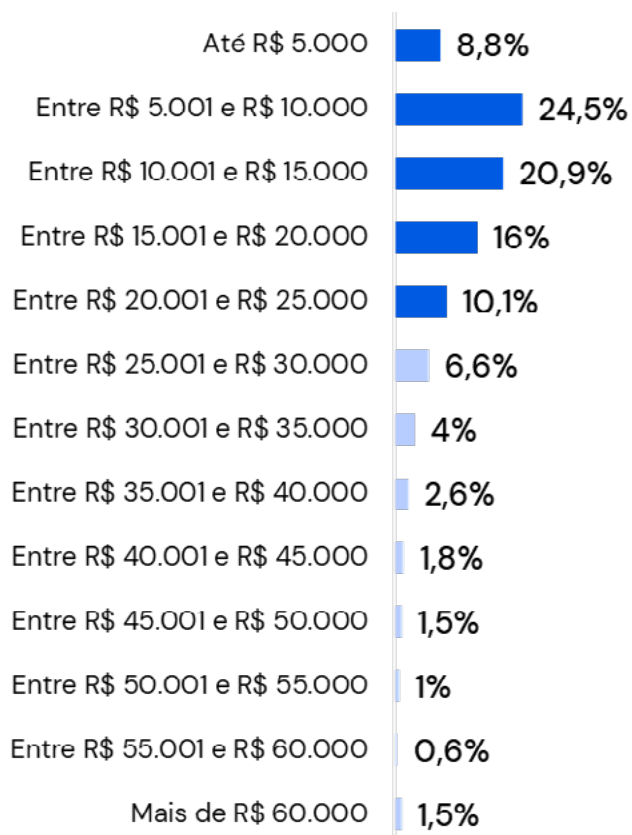 Até R$ 5.000 8,8%
Entre R$ 5.001 e R$ 10.000 24,5%
Entre R$ 10.001 e R$ 15.000 20,9%
Entre R$ 15.001 e R$ 20.000 16%
Entre R$ 20.001 e R$ 25.000 10,1%
Entre R$ 25.001 e R$ 30.000 6,6%
Entre R$ 30.001 e R$ 35.000 4%
Entre R$ 35.001 e R$ 40.000 2,6%
Entre R$ 40.001 e R$ 45.000 1,8%
Entre R$ 45.001 e R$ 50.000 1,5%
Entre R$ 50.001 e R$ 55.000 1%
Entre R$ 55.001 e R$ 60.000 0,6%
Mais de R$ 60.000 1,5%